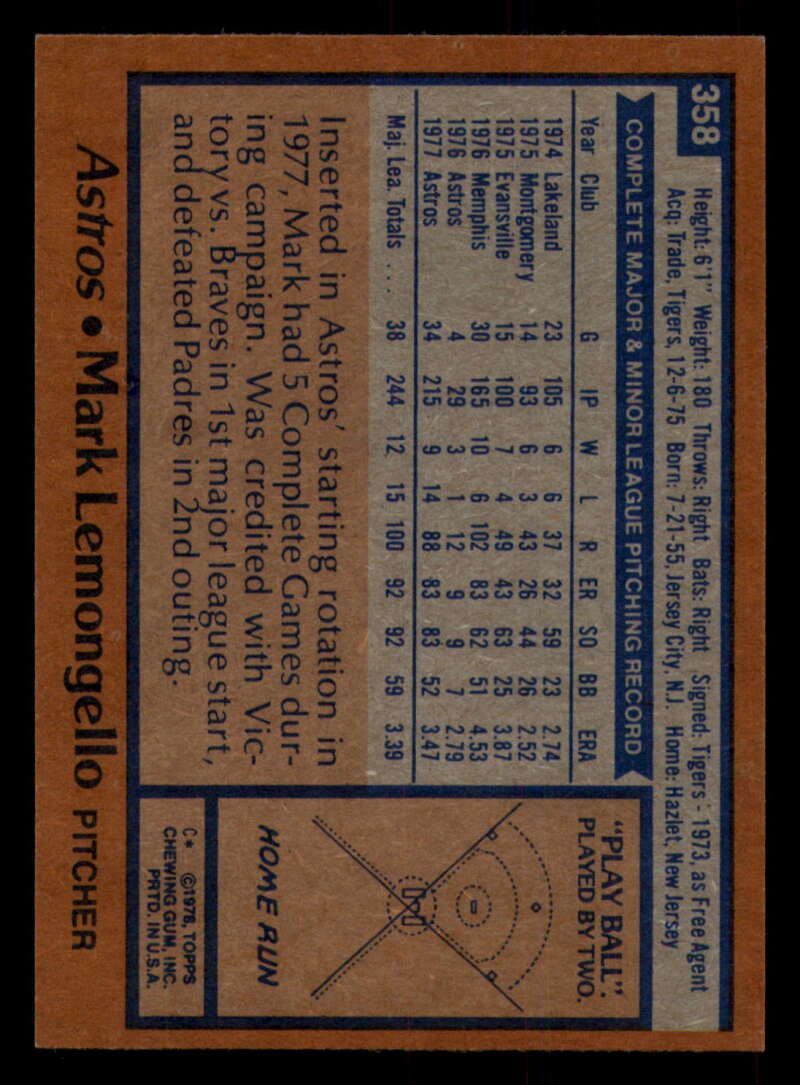 358
Height: 6'1" Weight: 180 Throws: Right Bats: Right Signed: Tigers - 1973, as Free Agent
Acq: Trade, Tigers, 12-6-75 Born: 7-21-55, Jersey City, N.J. Home: Hazlet, New Jersey
COMPLETE MAJOR & MINOR LEAGUE PITCHING RECORD
Year Club G IP W L R ER SO BB ERA
1974 Lakeland 23 105 6 6 37 32 59 23 2.74
1975 Montgomery 14 93 6 3 43 26 44 26 2.52
1975 Evansville 15 100 7 4 49 43 63 25 3.87
1976 Memphis 30 165 10 6 102 83 62 51 4.53
1976 Astros 4 29 3 1 12 9 9 7 2.79
1977 Astros 34 215 9 14 88 83 83 52 3.47
Maj. Lea. Totals . . . 38 244 12 15 100 92 92 59 3.39
Inserted in Astros' starting rotation in
1977, Mark had 5 Complete Games dur-
ing campaign. Was credited with Vic-
tory vs. Braves in 1st major league start,
and defeated Padres in 2nd outing.
"PLAY BALL":
PLAYED BY TWO.
HOME RUN
C* ©1978, TOPPS
CHEWING GUM, INC.
PRTD. IN U.S.A.
Astros • Mark Lemongello PITCHER